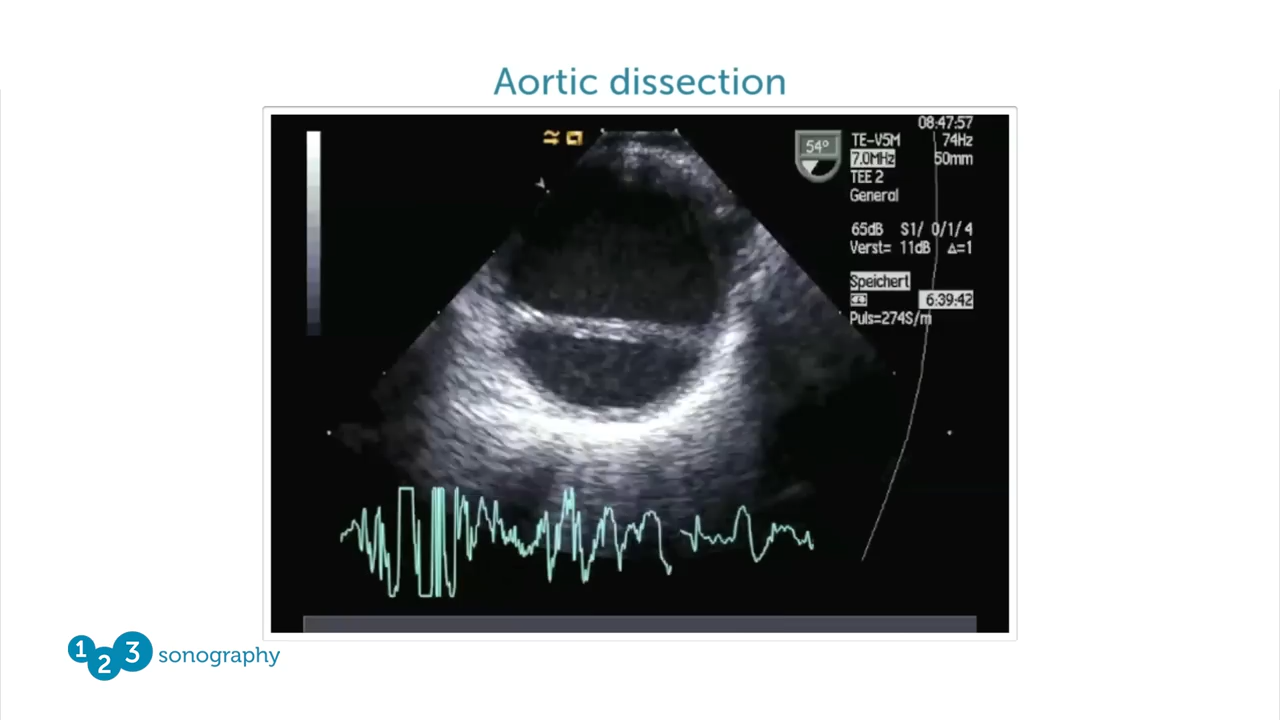 Aortic dissection
08:47:57
TE-V5M 74Hz
7.0MHz 50mm
TEE 2
General
54°
65dB S1/ 0/1/4
Verst= 11dB Δ=1
Speichert
6:39:42
Puls=274S/m
1 2 3 sonography